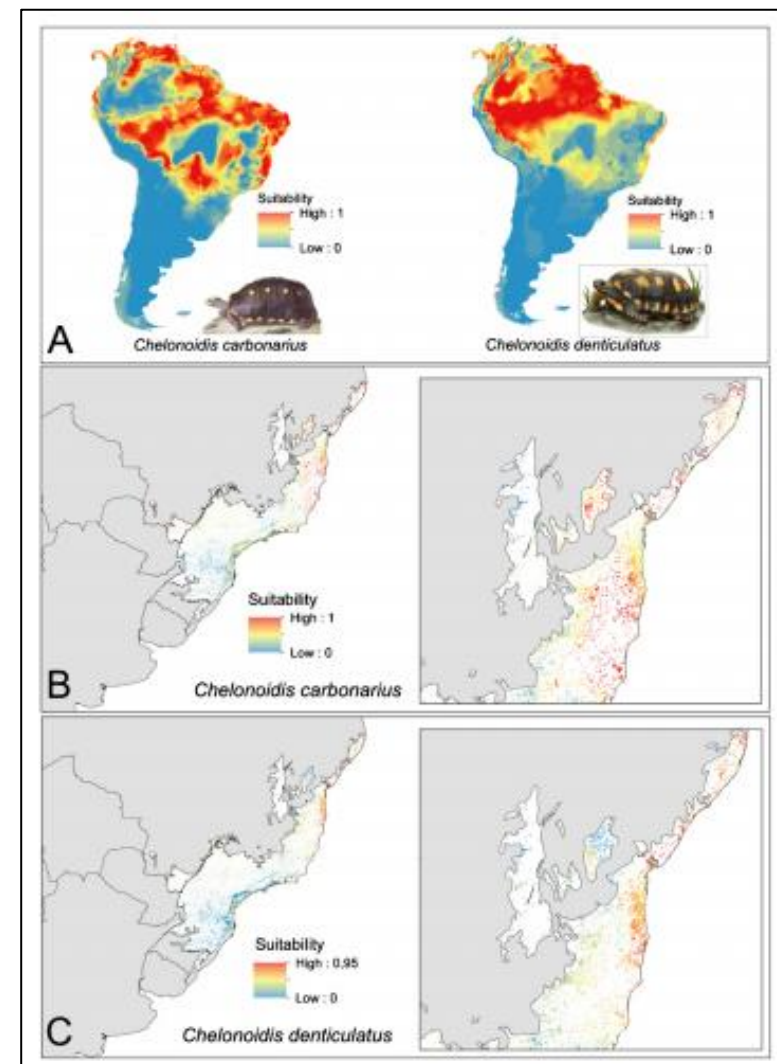 Suitability
High : 1
Low : 0
Suitability
High : 1
Low : 0
A
Chelonoidis carbonarius
Chelonoidis denticulatus
Suitability
High : 1
Low : 0
B
Chelonoidis carbonarius
Suitability
High : 0,95
Low : 0
C
Chelonoidis denticulatus